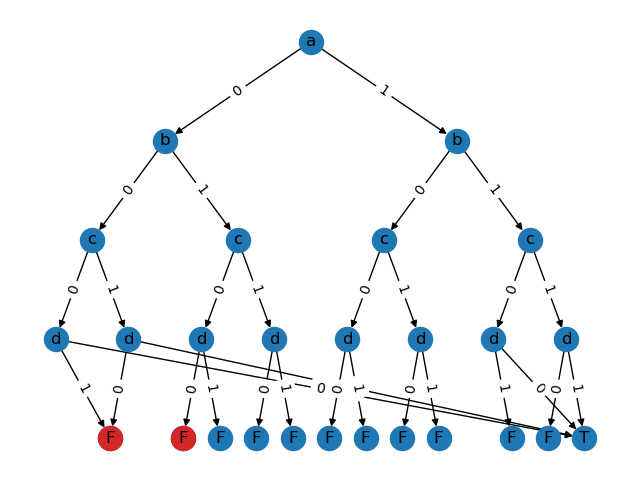 a
0 1
b b
0 1 0 1
c c c c
0 1 0 1 0 1 0 1
d d d d d d d d
1 0 0 1 0 1 0 0 1 0 1 1 0 0 1
F F F F F F F F F F F T